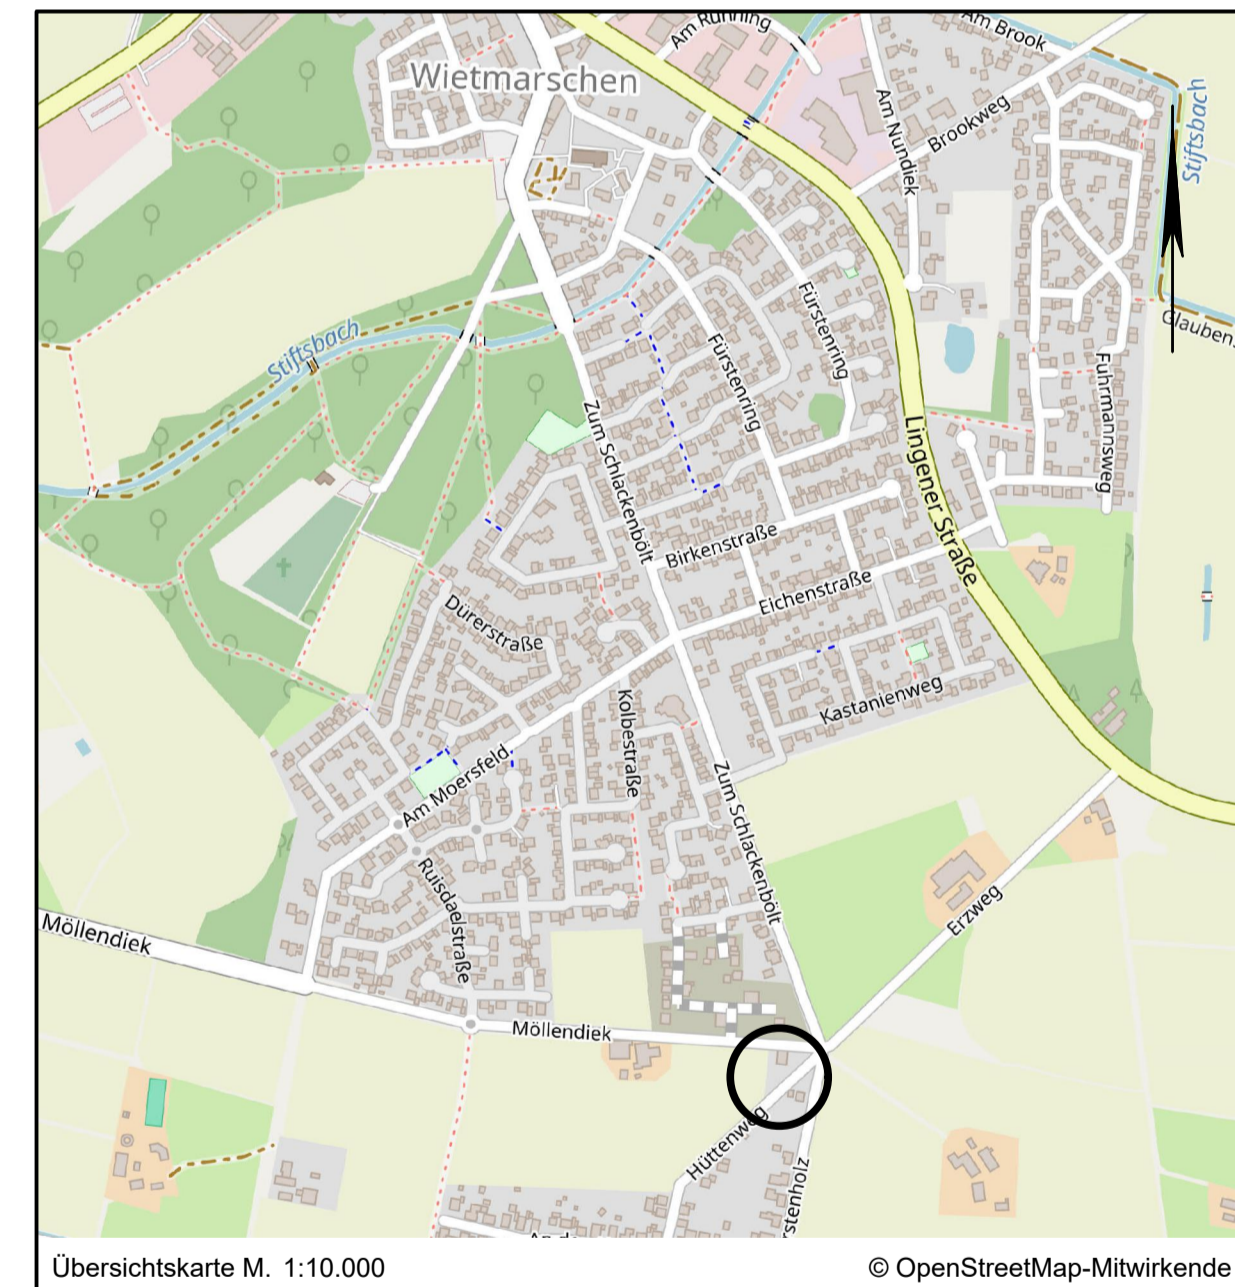 Am Running
Am Brook
Wietmarschen
Stiftsbach
Am Nundiek
Brookweg
Stiftsbach
Fürstenring
Fürstenring
Zum Schlackenbölt
Lingener Straße
Fuhrmannsweg
Birkenstraße
Eichenstraße
Dürerstraße
Kolbestraße
Kastanienweg
Am Moersfeld
Zum Schlackenbölt
Ruisdaelstraße
Erzweg
Möllendiek
Möllendiek
Hüttenweg
stenholz
Übersichtskarte M. 1:10.000
© OpenStreetMap-Mitwirkende